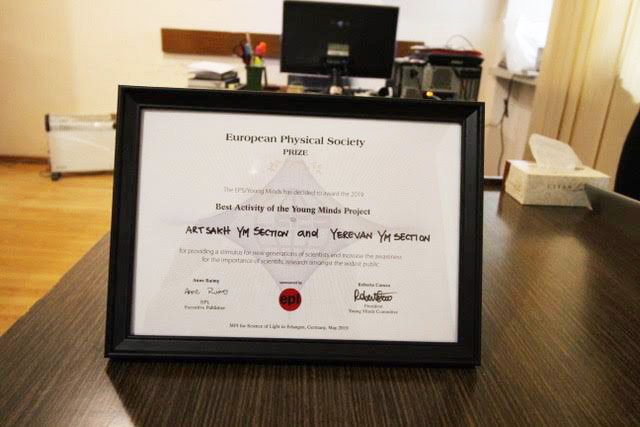 European Physical Society
PRIZE
The EPS/Young Minds has decided to award the 2019
Best Activity of the Young Minds Project
ARTSAKH YM SECTION and YEREVAN YM SECTION
for providing a stimulus for new generations of scientists and increase the awareness
for the importance of scientific research amongst the widest public.
sponsored by
epl
Anne Ruimy
EPL
Executive Publisher
President
Young Minds Committee
MPI for Science of Light in Erlangen, Germany, May 2019